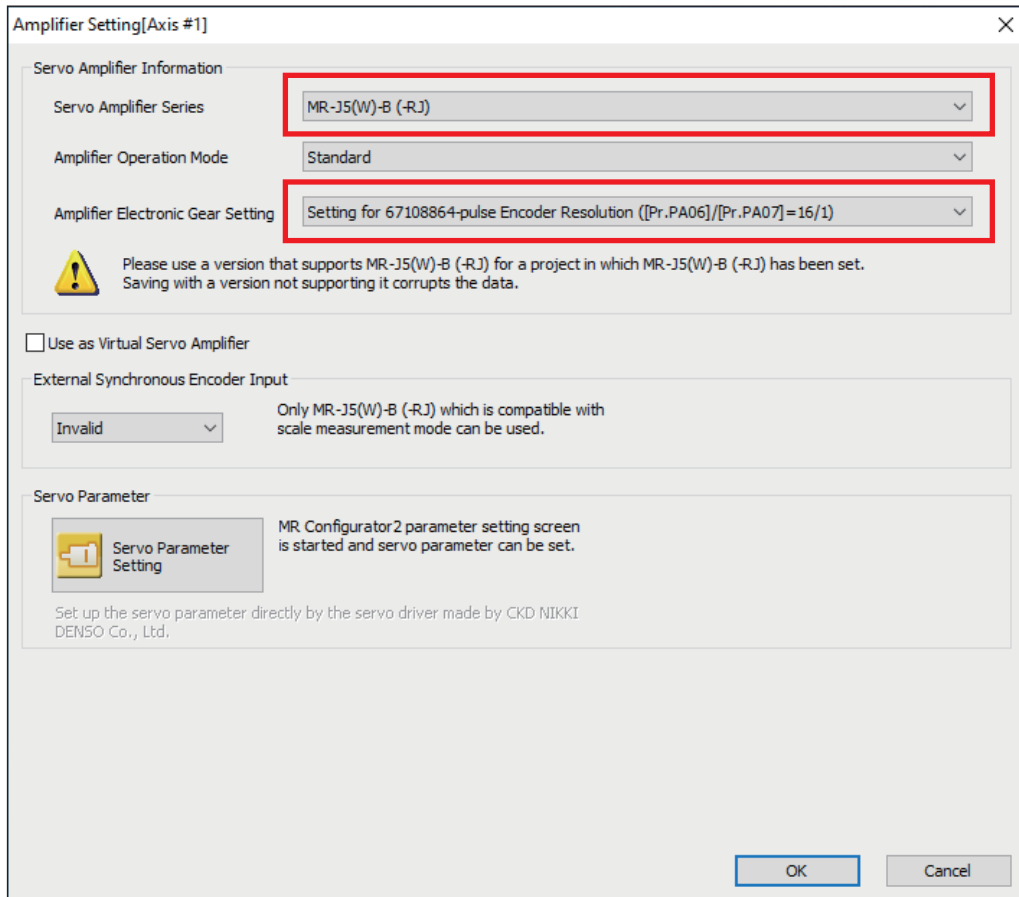 Amplifier Setting[Axis #1]
Servo Amplifier Information
Servo Amplifier Series
MR-J5(W)-B (-RJ)
Amplifier Operation Mode
Standard
Amplifier Electronic Gear Setting
Setting for 67108864-pulse Encoder Resolution ([Pr.PA06]/[Pr.PA07]=16/1)
Please use a version that supports MR-J5(W)-B (-RJ) for a project in which MR-J5(W)-B (-RJ) has been set.
Saving with a version not supporting it corrupts the data.
Use as Virtual Servo Amplifier
External Synchronous Encoder Input
Invalid
Only MR-J5(W)-B (-RJ) which is compatible with
scale measurement mode can be used.
Servo Parameter
Servo Parameter
Setting
MR Configurator2 parameter setting screen
is started and servo parameter can be set.
Set up the servo parameter directly by the servo driver made by CKD NIKKI
DENSO Co., Ltd.
OK
Cancel